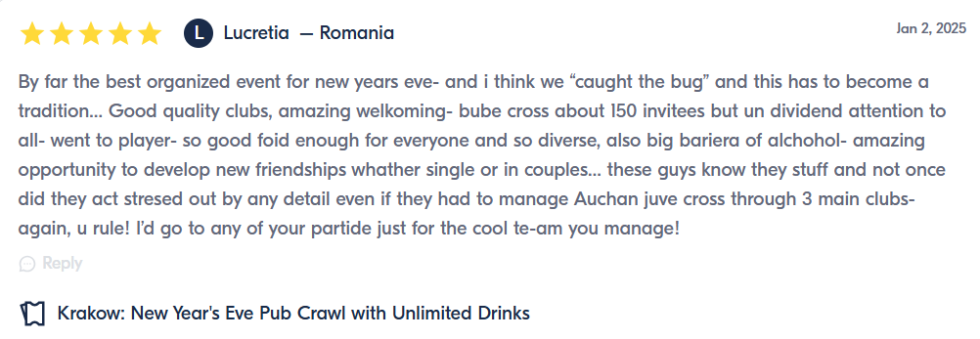 L Lucretia – Romania
Jan 2, 2025
By far the best organized event for new years eve- and i think we “caught the bug” and this has to become a
tradition... Good quality clubs, amazing welkoming- bube cross about 150 invitees but un dividend attention to
all- went to player- so good foid enough for everyone and so diverse, also big bariera of alchohol- amazing
opportunity to develop new friendships whather single or in couples... these guys know they stuff and not once
did they act stresed out by any detail even if they had to manage Auchan juve cross through 3 main clubs-
again, u rule! I’d go to any of your partide just for the cool te-am you manage!
Reply
Krakow: New Year's Eve Pub Crawl with Unlimited Drinks